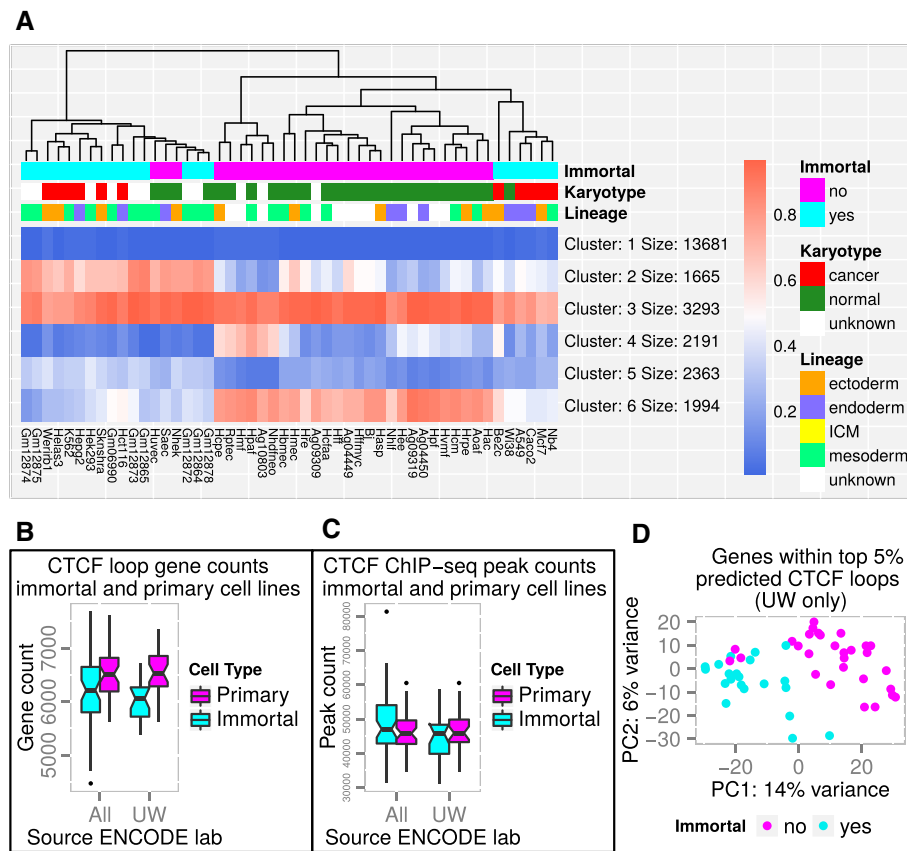 A
Immortal
Karyotype
Lineage
Cluster: 1 Size: 13681
Cluster: 2 Size: 1665
Cluster: 3 Size: 3293
Cluster: 4 Size: 2191
Cluster: 5 Size: 2363
Cluster: 6 Size: 1994
0.8
0.6
0.4
0.2
Immortal
no
yes
Karyotype
cancer
normal
unknown
Lineage
ectoderm
endoderm
ICM
mesoderm
unknown
Gm12874
Gm12875
Werirb1
Helas3
K562
Hepg2
Hek293
Sknshra
Gm06990
Hct116
Gm12873
Gm12865
Huvec
Saec
Nhek
Gm12872
Gm12864
Gm12878
Hcpe
Rptec
Hmf
Hpaf
Ag10803
Nhdfneo
Hbmec
Hmec
Hre
Ag09309
Hcfaa
Ag04449
Hffmyc
Bj
Hasp
Nhlf
Hee
Ag09319
Ag04450
Hpf
Hvmf
Hcm
Hrpe
Aoaf
Hac
Be2c
Wi38
A549
Caco2
Mcf7
Nb4
B
CTCF loop gene counts
immortal and primary cell lines
Gene count
7000
6000
5000
All
UW
Source ENCODE lab
Cell Type
Primary
Immortal
C
CTCF ChIP−seq peak counts
immortal and primary cell lines
Peak count
80000
70000
60000
50000
40000
30000
All
UW
Source ENCODE lab
Cell Type
Primary
Immortal
D
Genes within top 5%
predicted CTCF loops
(UW only)
PC2: 6% variance
20
10
0
−10
−20
−30
−20
0
20
PC1: 14% variance
Immortal
no
yes